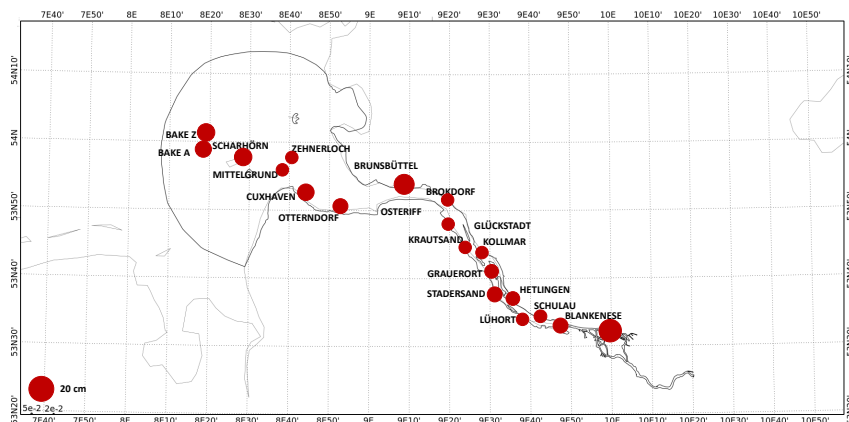 7E40' 7E50' 8E 8E10' 8E20' 8E30' 8E40' 8E50' 9E 9E10' 9E20' 9E30' 9E40' 9E50' 10E 10E10' 10E20' 10E30' 10E40' 10E50'
54N10'
BAKE Z
54N
SCHARHÖRN
ZEHNERLOCH
BAKE A
BRUNSBÜTTEL
MITTELGRUND
BROKDORF
CUXHAVEN
53N50'
OSTERIFF
OTTERNDORF
GLÜCKSTADT
KRAUTSAND
KOLLMAR
GRAUERORT
53N40'
HETLINGEN
STADERSAND
SCHULAU
BLANKENESE
LÜHORT
53N30'
20 cm
5e-2 2e-2
53N20'
7E40' 7E50' 8E 8E10' 8E20' 8E30' 8E40' 8E50' 9E 9E10' 9E20' 9E30' 9E40' 9E50' 10E 10E10' 10E20' 10E30' 10E40' 10E50'